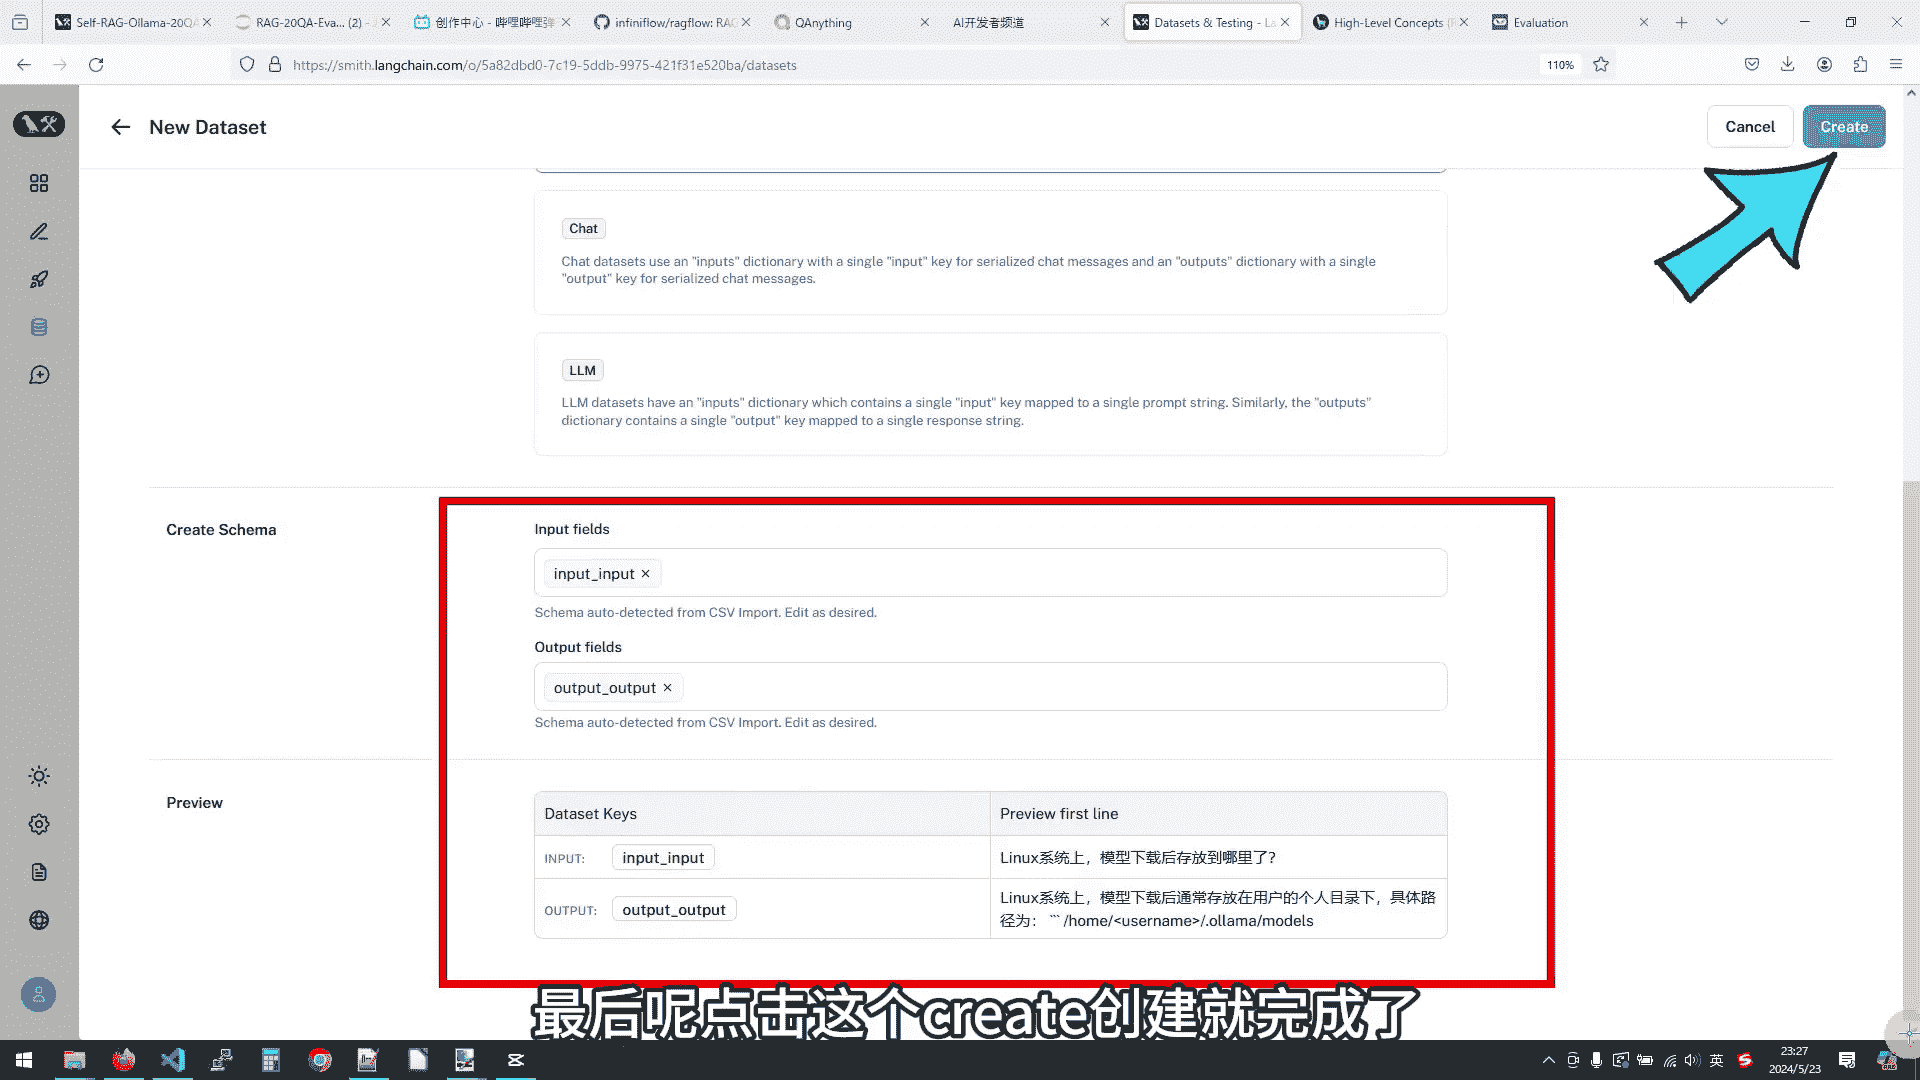 Self-RAG-Ollama-20QA
RAG-20QA-Eva... (2) -
创作中心 - 哔哩哔哩弹
infiniflow/ragflow: RAG
QAnything
AI开发者频道
Datasets & Testing - La
High-Level Concepts (
Evaluation
https://smith.langchain.com/o/5a82dbd0-7c19-5ddb-9975-421f31e520ba/datasets
110%
New Dataset
Cancel
Create
Chat
Chat datasets use an "inputs" dictionary with a single "input" key for serialized chat messages and an "outputs" dictionary with a single
"output" key for serialized chat messages.
LLM
LLM datasets have an "inputs" dictionary which contains a single "input" key mapped to a single prompt string. Similarly, the "outputs"
dictionary contains a single "output" key mapped to a single response string.
Create Schema
Input fields
input_input ×
Schema auto-detected from CSV Import. Edit as desired.
Output fields
output_output ×
Schema auto-detected from CSV Import. Edit as desired.
Preview
Dataset Keys
Preview first line
INPUT: input_input
Linux系统上，模型下载后存放到哪里了?
OUTPUT: output_output
Linux系统上，模型下载后通常存放在用户的个人目录下，具体路
径为： ``` /home/<username>/.ollama/models
最后呢点击这个create创建就完成了
英
23:27
2024/5/23